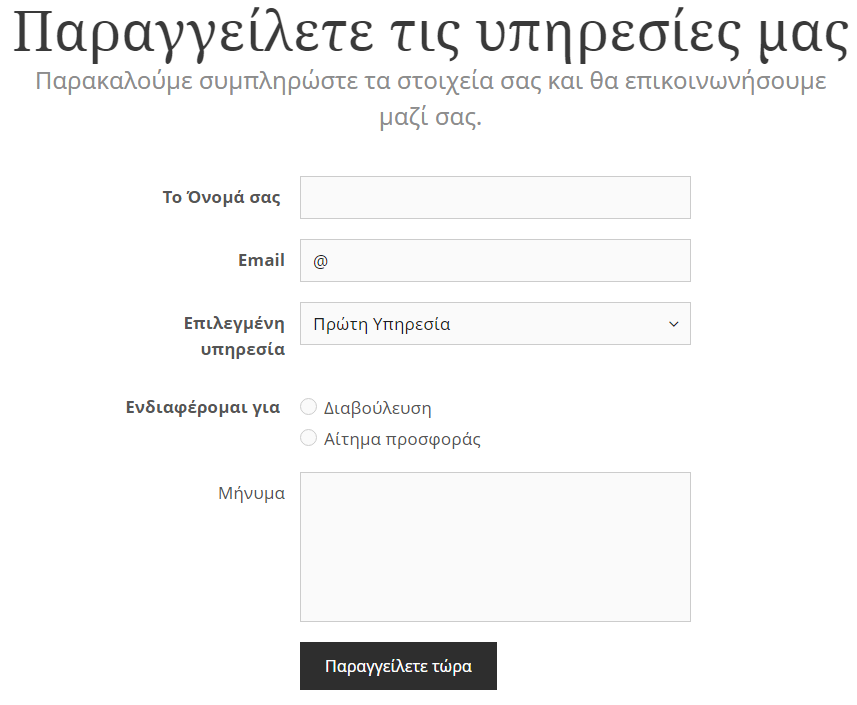 Παραγγείλετε τις υπηρεσίες μας
Παρακαλούμε συμπληρώστε τα στοιχεία σας και θα επικοινωνήσουμε
μαζί σας.
Το Όνομά σας
Email
@
Επιλεγμένη
υπηρεσία
Πρώτη Υπηρεσία
Ενδιαφέρομαι για
Διαβούλευση
Αίτημα προσφοράς
Μήνυμα
Παραγγείλετε τώρα